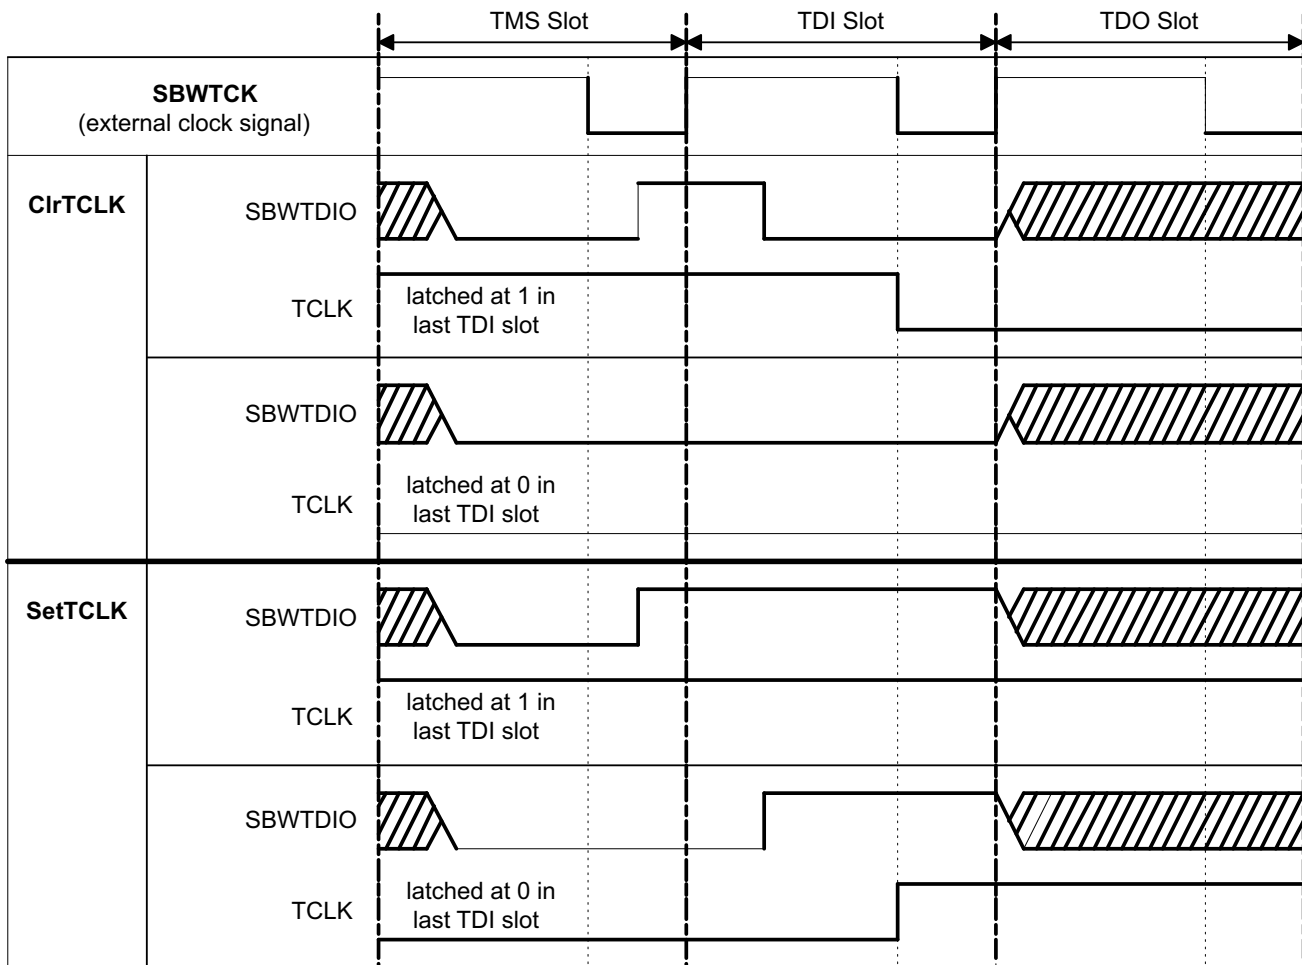 TMS Slot TDI Slot TDO Slot
SBWTCK
(external clock signal)
ClrTCLK
SBWTDIO
TCLK
latched at 1 in
last TDI slot
SBWTDIO
TCLK
latched at 0 in
last TDI slot
SetTCLK
SBWTDIO
TCLK
latched at 1 in
last TDI slot
SBWTDIO
TCLK
latched at 0 in
last TDI slot